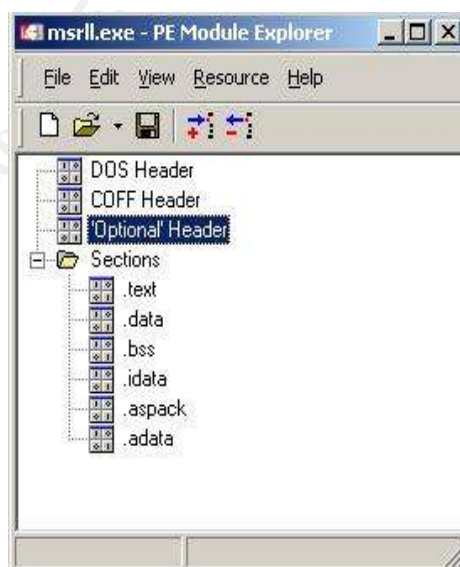 msrll.exe - PE Module Explorer
File Edit View Resource Help
DOS Header
COFF Header
'Optional' Header
Sections
.text
.data
.bss
.idata
.aspack
.adata